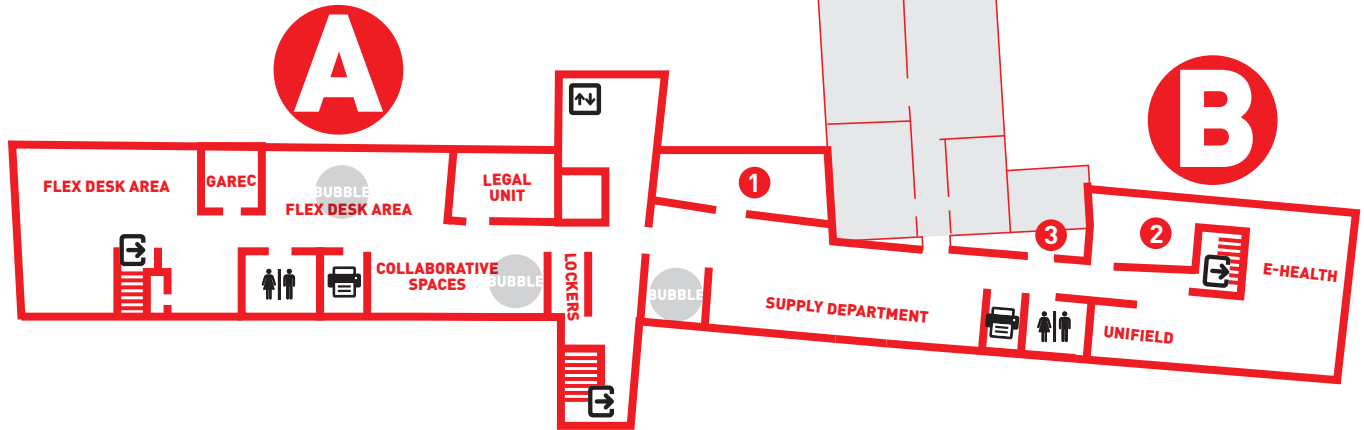 A
B
FLEX DESK AREA
GAREC
BUBBLE
FLEX DESK AREA
LEGAL
UNIT
1
2
3
COLLABORATIVE
SPACES
BUBBLE
LOCKERS
BUBBLE
SUPPLY DEPARTMENT
UNIFIELD
E-HEALTH